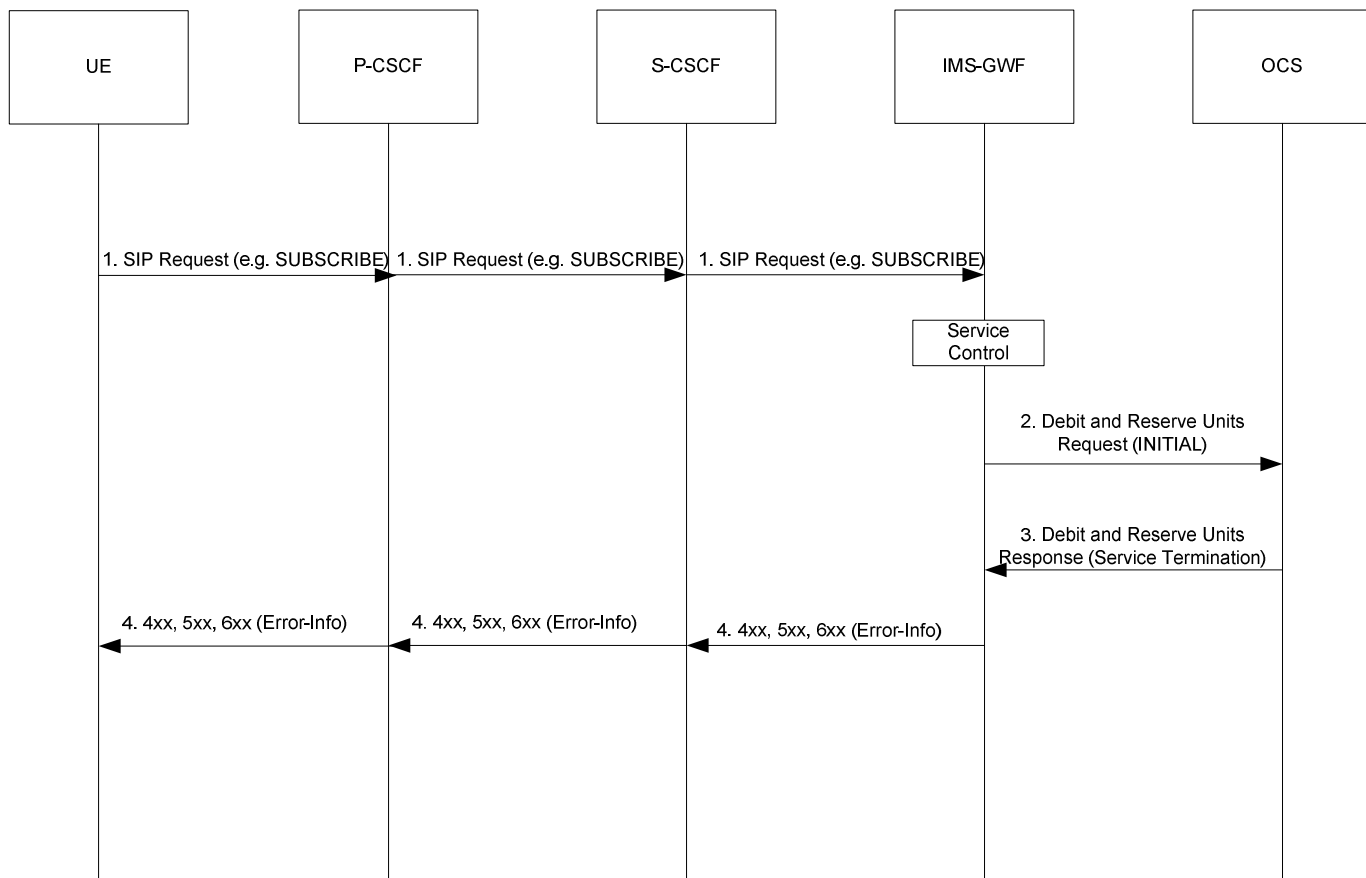 UE
P-CSCF
S-CSCF
IMS-GWF
OCS
1. SIP Request (e.g. SUBSCRIBE)
1. SIP Request (e.g. SUBSCRIBE)
1. SIP Request (e.g. SUBSCRIBE)
Service
Control
2. Debit and Reserve Units
Request (INITIAL)
3. Debit and Reserve Units
Response (Service Termination)
4. 4xx, 5xx, 6xx (Error-Info)
4. 4xx, 5xx, 6xx (Error-Info)
4. 4xx, 5xx, 6xx (Error-Info)